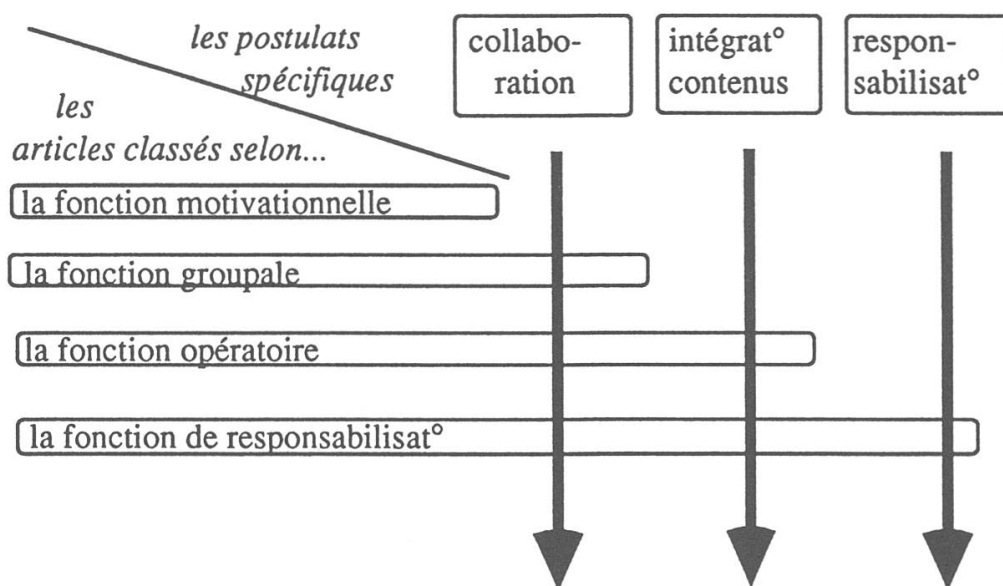 les postulats
spécifiques
les
articles classés selon...
collabo-
ration
intégrat°
contenus
respon-
sabilisat°
la fonction motivationnelle
la fonction groupale
la fonction opératoire
la fonction de responsabilisat°